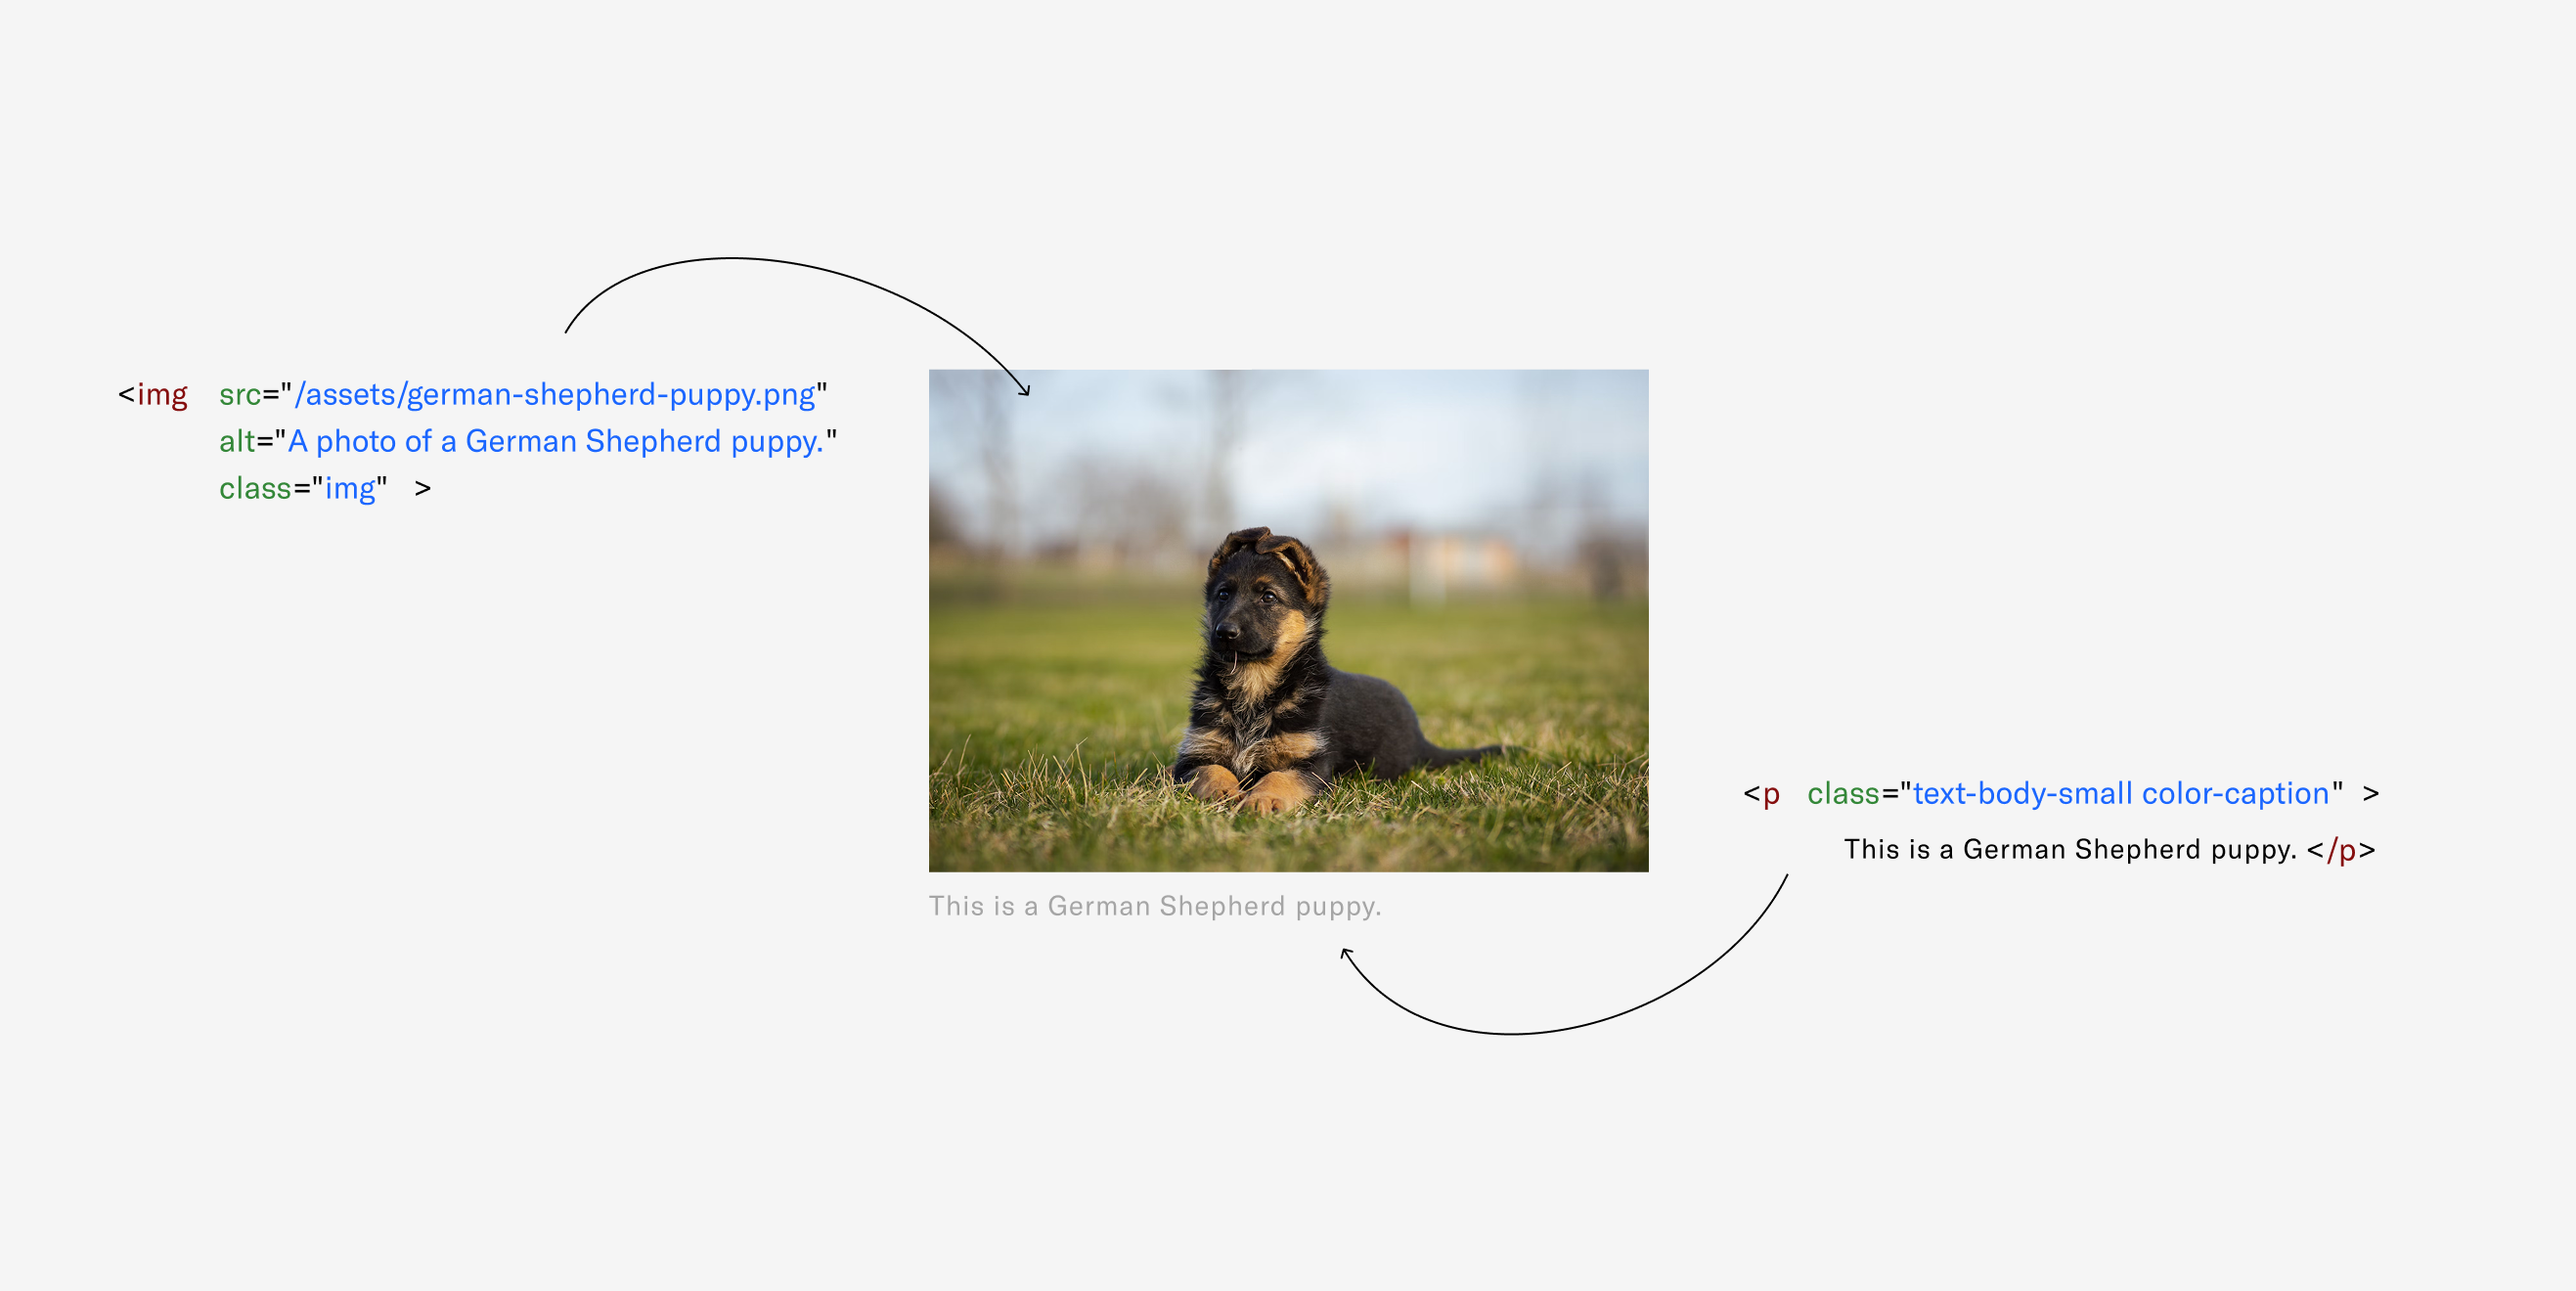 <img src="/assets/german-shepherd-puppy.png"
alt="A photo of a German Shepherd puppy."
class="img" >
This is a German Shepherd puppy.
<p class="text-body-small color-caption" >
This is a German Shepherd puppy. </p>